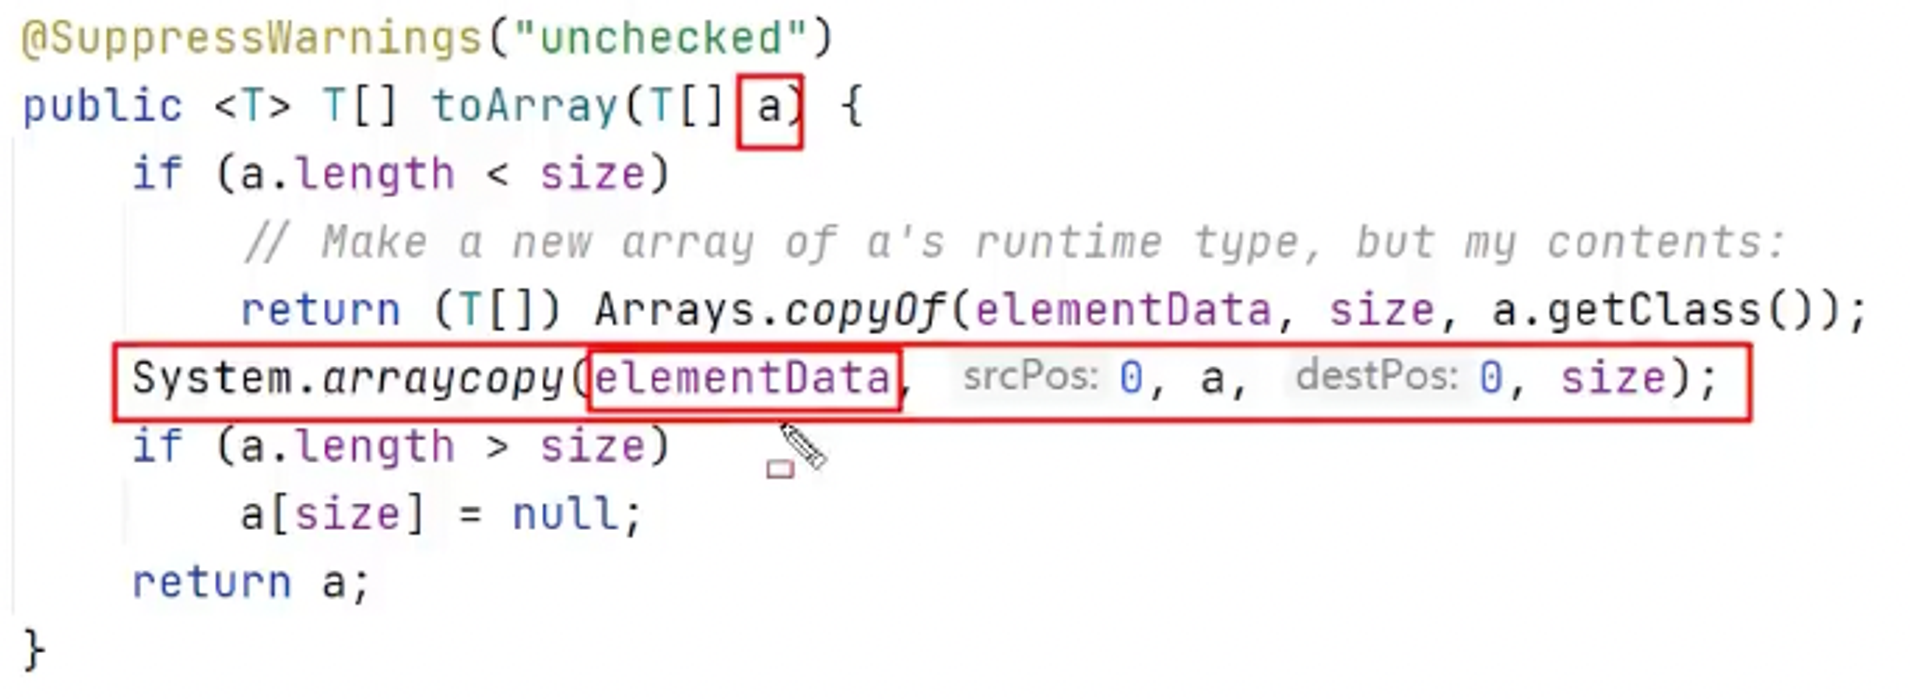 @SuppressWarnings("unchecked")
public <T> T[] toArray(T[] a) {
if (a.length < size)
// Make a new array of a's runtime type, but my contents:
return (T[]) Arrays.copyOf(elementData, size, a.getClass());
System.arraycopy(elementData, srcPos: 0, a, destPos: 0, size);
if (a.length > size)
a[size] = null;
return a;
}